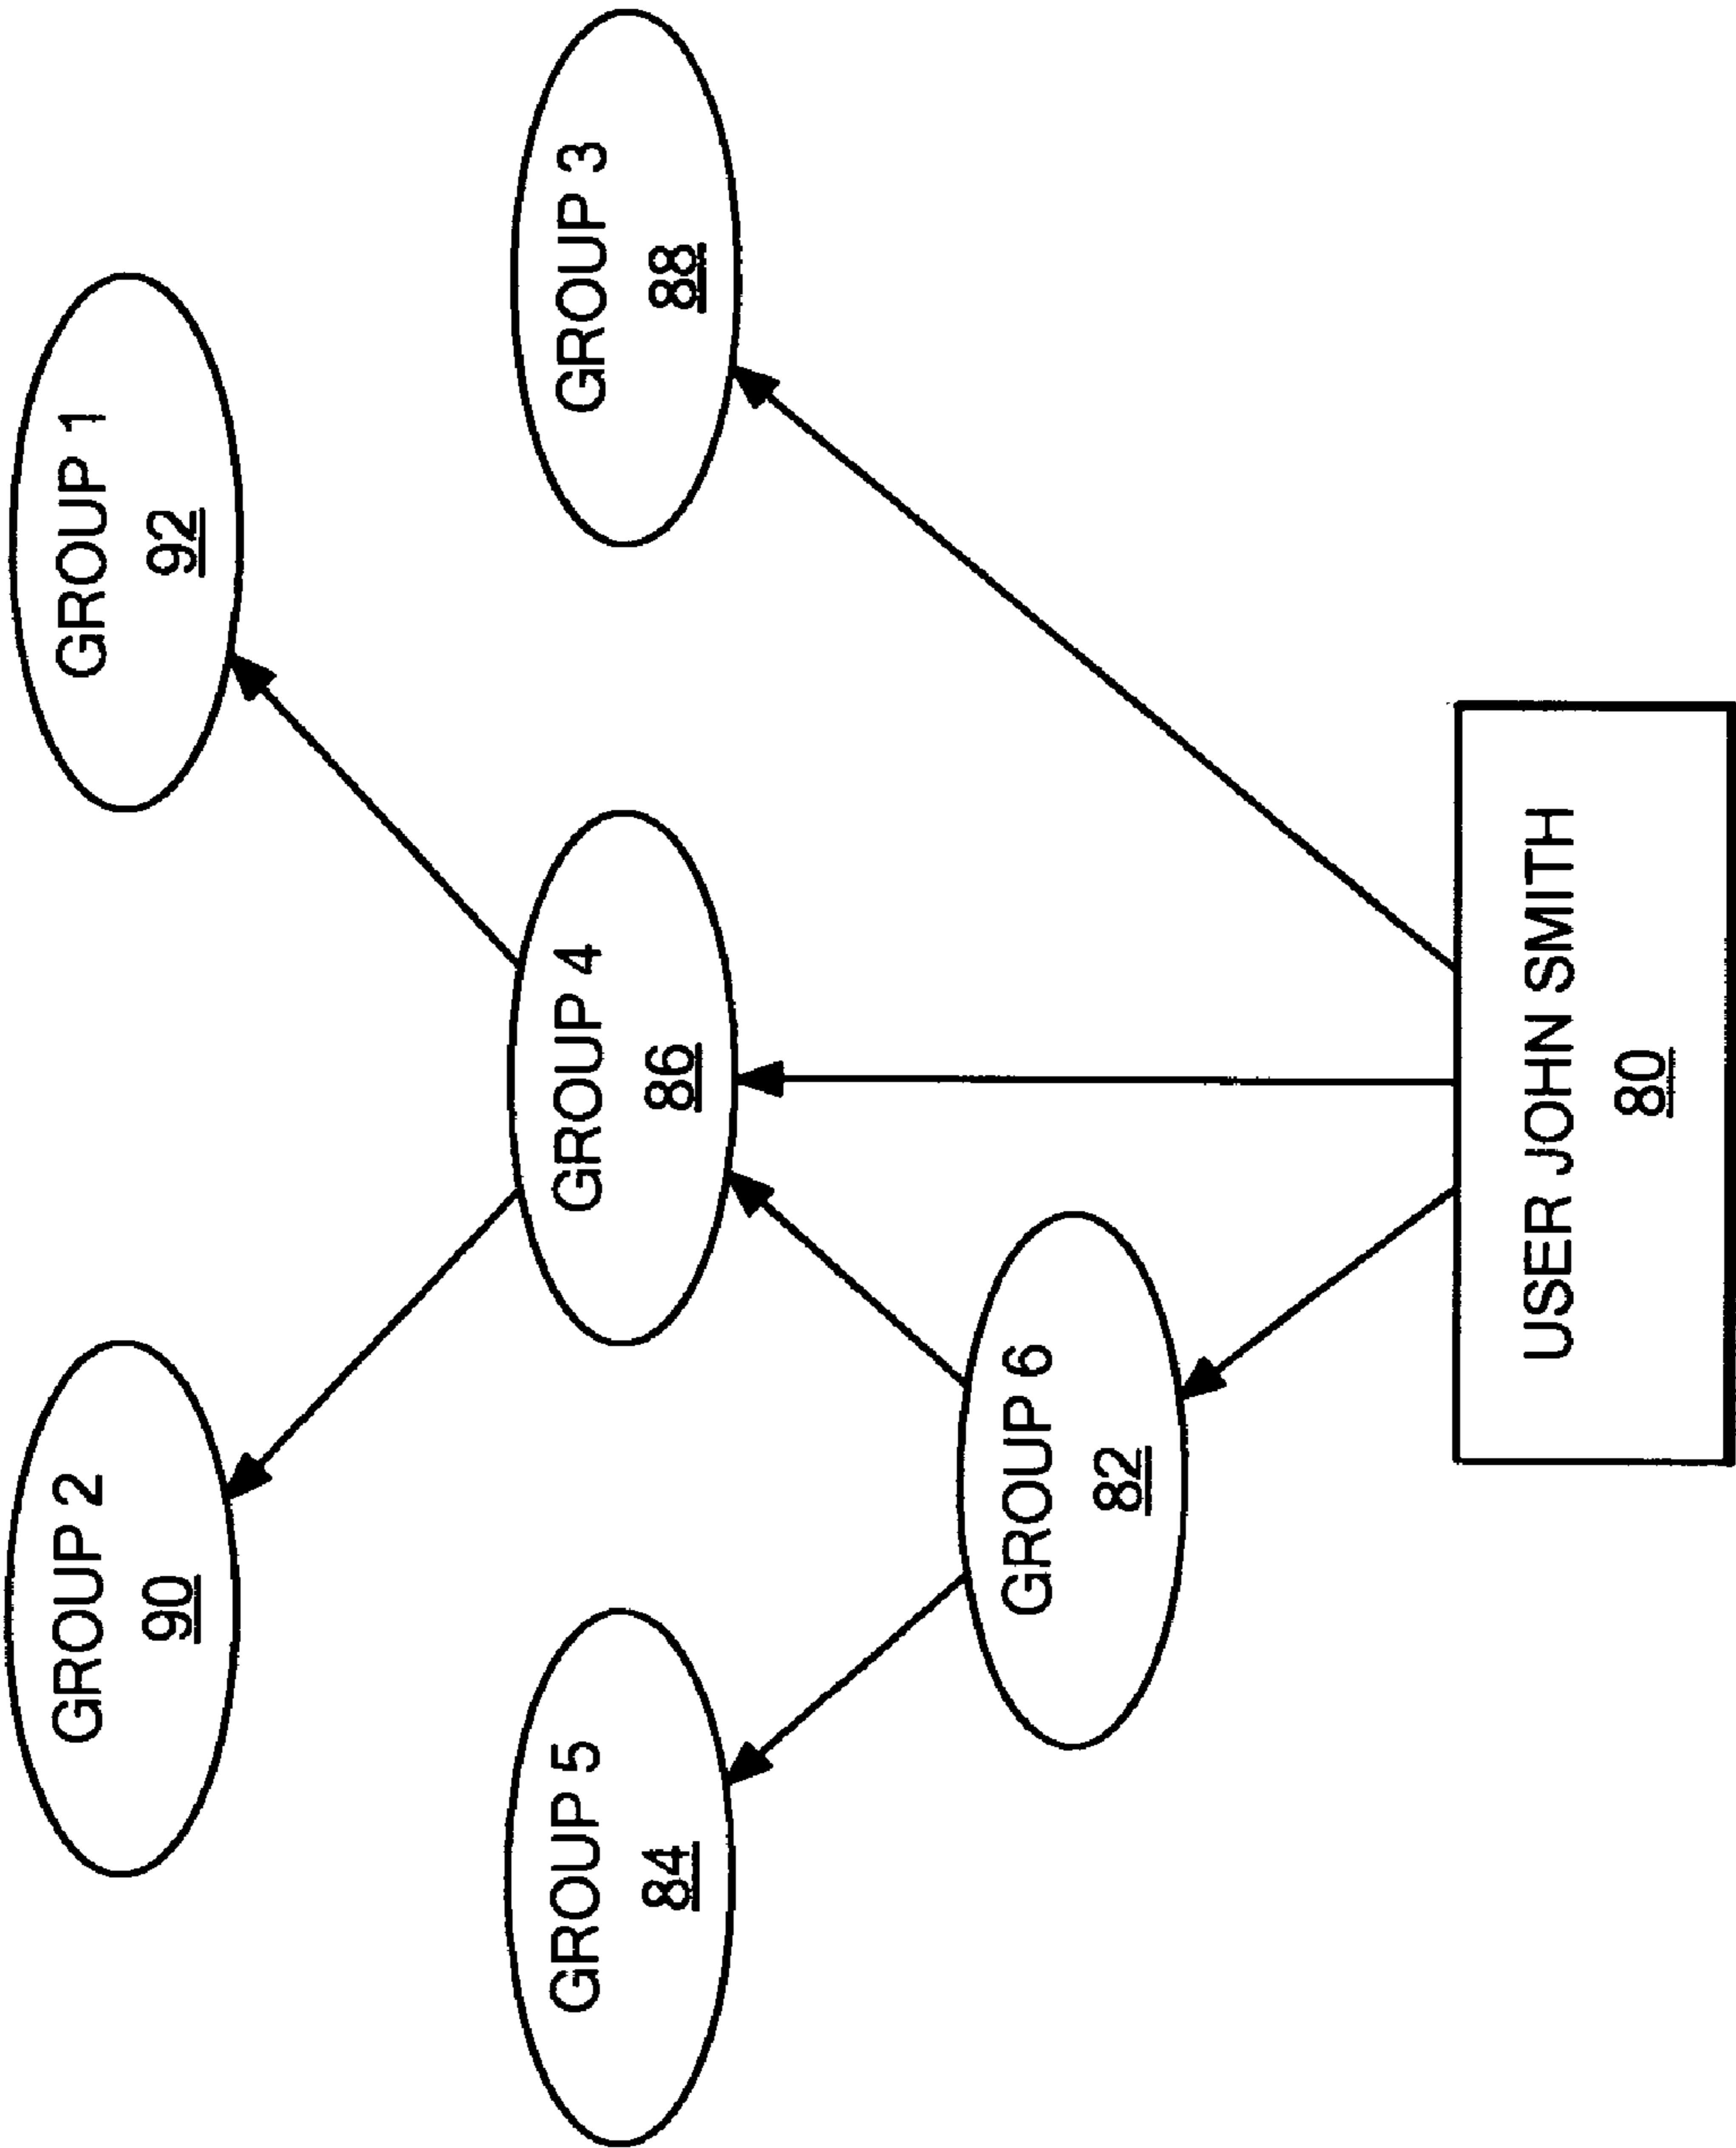 GROUP 2
90
GROUP 1
92
GROUP 5
84
GROUP 4
86
GROUP 3
88
GROUP 6
82
USER JOHN SMITH
80